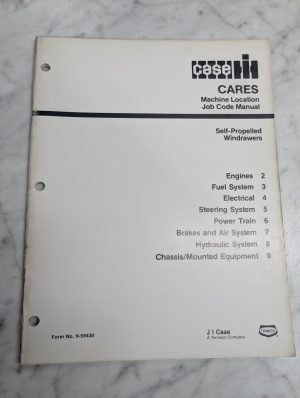 case IH
CARES
Machine Location
Job Code Manual
Self-Propelled
Windrawers
Engines 2
Fuel System 3
Electrical 4
Steering System 5
Power Train 6
Brakes and Air System 7
Hydraulic System 8
Chassis/Mounted Equipment 9
Form No. 9-59430
J I Case
A Tenneco Company
TENNECO